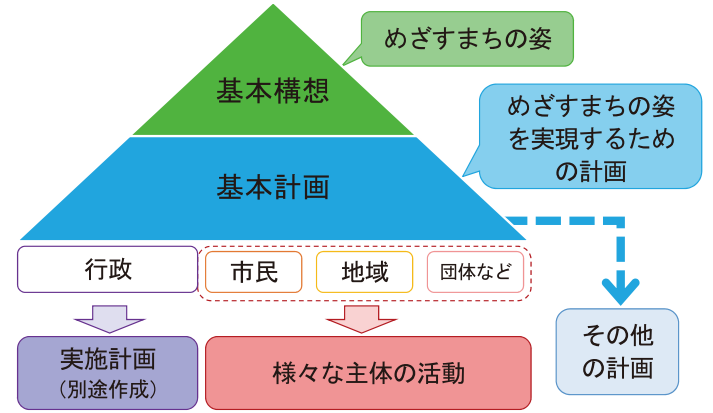 めざすまちの姿
基本構想
めざすまちの姿
を実現するため
の計画
基本計画
行政
市民
地域
団体など
実施計画
（別途作成）
様々な主体の活動
その他
の計画